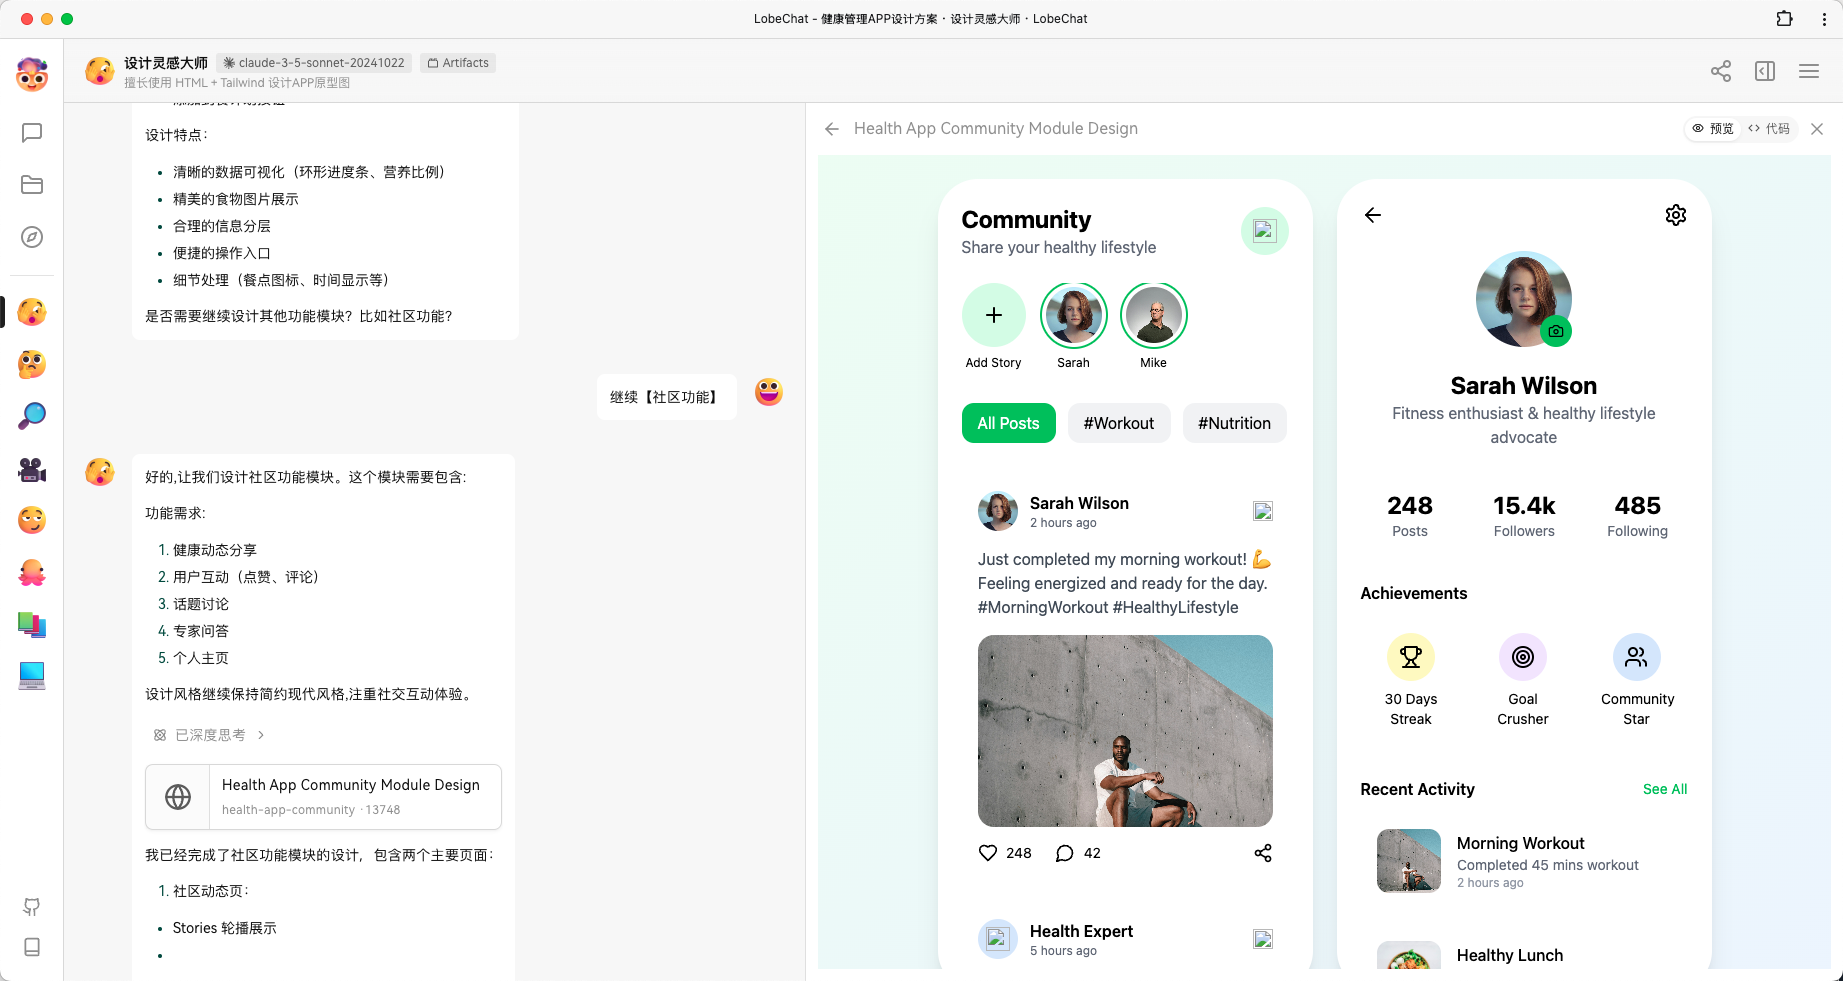 LobeChat - 健康管理APP设计方案 · 设计灵感大师 · LobeChat
设计灵感大师
claude-3-5-sonnet-20241022
Artifacts
擅长使用 HTML + Tailwind 设计APP原型图
设计特点：
清晰的数据可视化（环形进度条、营养比例）
精美的食物图片展示
合理的信息分层
便捷的操作入口
细节处理（餐点图标、时间显示等）
是否需要继续设计其他功能模块？比如社区功能？
继续【社区功能】
好的,让我们设计社区功能模块。这个模块需要包含:
功能需求:
1. 健康动态分享
2. 用户互动（点赞、评论）
3. 话题讨论
4. 专家问答
5. 个人主页
设计风格继续保持简约现代风格,注重社交互动体验。
已深度思考
Health App Community Module Design
health-app-community · 13748
我已经完成了社区功能模块的设计，包含两个主要页面：
1. 社区动态页：
Stories 轮播展示
Health App Community Module Design
预览
代码
Community
Share your healthy lifestyle
Add Story
Sarah
Mike
All Posts
#Workout
#Nutrition
Sarah Wilson
2 hours ago
Just completed my morning workout! 💪
Feeling energized and ready for the day.
#MorningWorkout #HealthyLifestyle
248
42
Health Expert
5 hours ago
Sarah Wilson
Fitness enthusiast & healthy lifestyle
advocate
248
Posts
15.4k
Followers
485
Following
Achievements
30 Days
Streak
Goal
Crusher
Community
Star
Recent Activity
See All
Morning Workout
Completed 45 mins workout
2 hours ago
Healthy Lunch